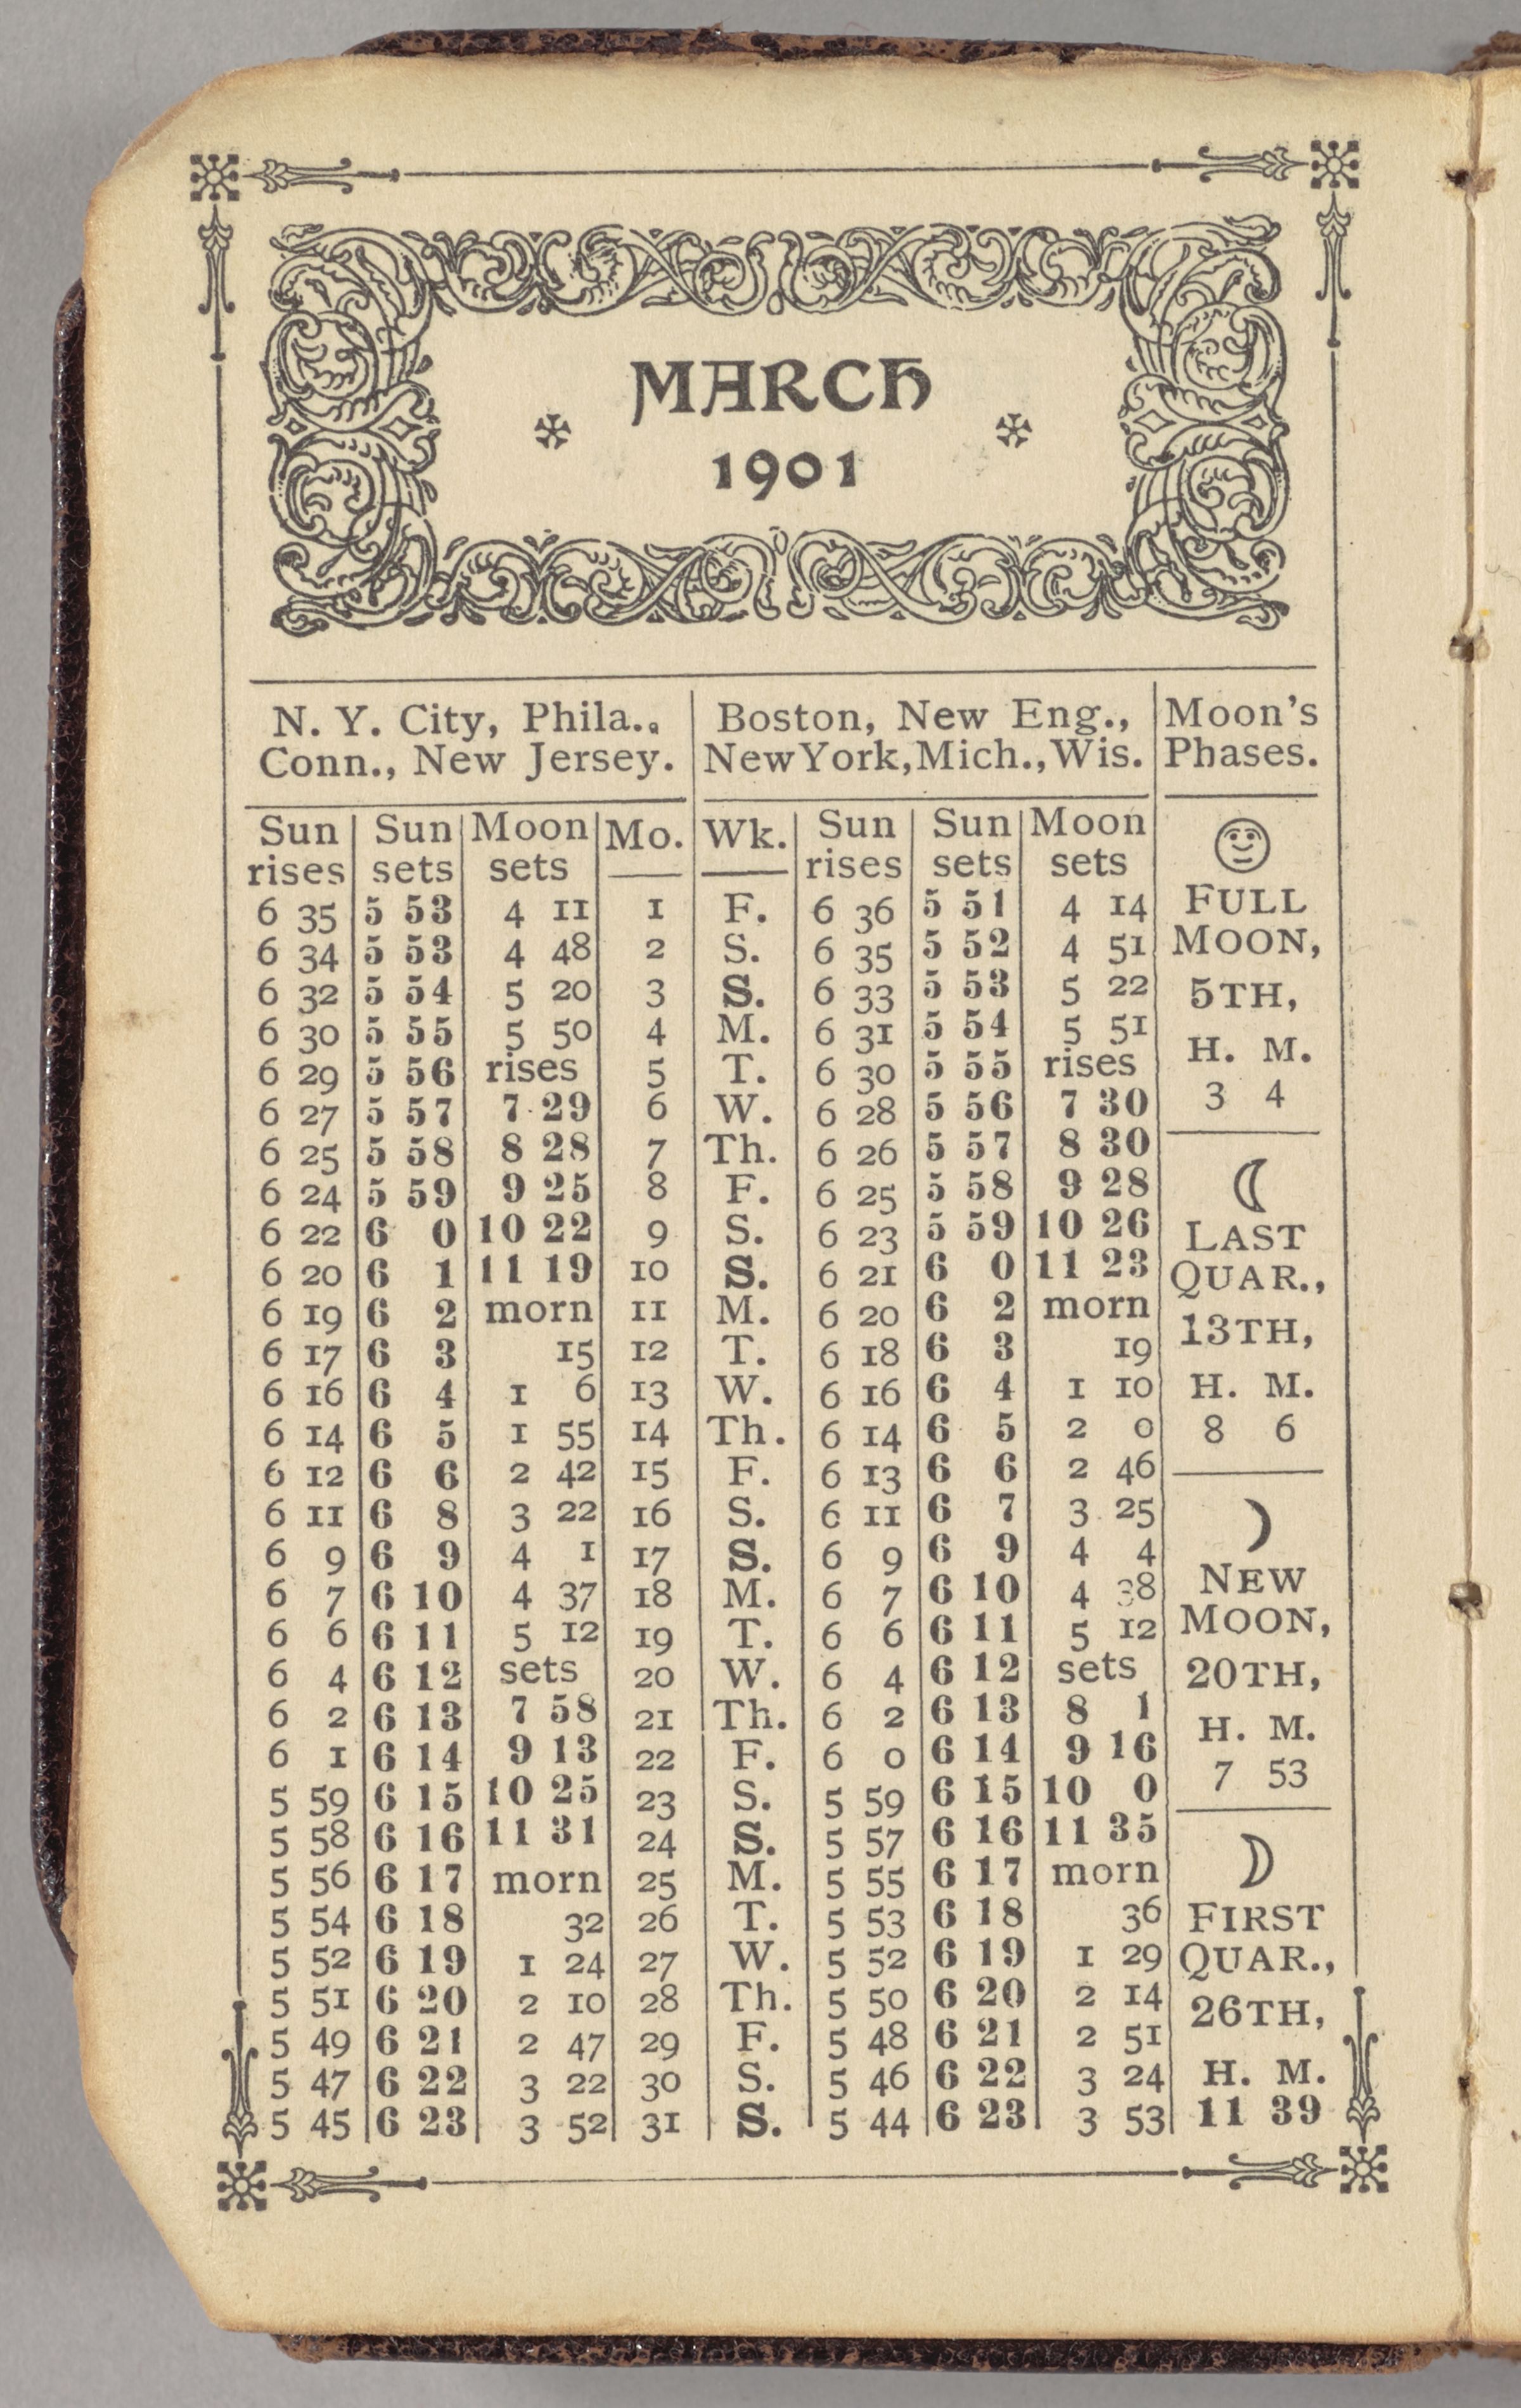 MARCH
1901
N. Y. City, Phila.,
Conn., New Jersey.
Boston, New Eng.,
New York, Mich., Wis.
Moon's
Phases.
Sun rises | Sun sets | Moon sets | Mo. | Wk. | Sun rises | Sun sets | Moon sets
6 35 5 53 4 11 1 F. 6 36 5 51 4 14
6 34 5 53 4 48 2 S. 6 35 5 52 4 51
6 32 5 54 5 20 3 S. 6 33 5 53 5 22
6 30 5 55 5 50 4 M. 6 31 5 54 5 51
6 29 5 56 rises 5 T. 6 30 5 55 rises
6 27 5 57 7 29 6 W. 6 28 5 56 7 30
6 25 5 58 8 28 7 Th. 6 26 5 57 8 30
6 24 5 59 9 25 8 F. 6 25 5 58 9 28
6 22 6 0 10 22 9 S. 6 23 5 59 10 26
6 20 6 1 11 19 10 S. 6 21 6 0 11 23
6 19 6 2 morn 11 M. 6 20 6 2 morn
6 17 6 3 15 12 T. 6 18 6 3 19
6 16 6 4 1 6 13 W. 6 16 6 4 1 10
6 14 6 5 1 55 14 Th. 6 14 6 5 2 0
6 12 6 6 2 42 15 F. 6 13 6 6 2 46
6 11 6 8 3 22 16 S. 6 11 6 7 3 25
6 9 6 9 4 1 17 S. 6 9 6 9 4 4
6 7 6 10 4 37 18 M. 6 7 6 10 4 38
6 6 6 11 5 12 19 T. 6 6 6 11 5 12
6 4 6 12 sets 20 W. 6 4 6 12 sets
6 2 6 13 7 58 21 Th. 6 2 6 13 8 1
6 1 6 14 9 13 22 F. 6 0 6 14 9 16
5 59 6 15 10 25 23 S. 5 59 6 15 10 0
5 58 6 16 11 31 24 S. 5 57 6 16 11 35
5 56 6 17 morn 25 M. 5 55 6 17 morn
5 54 6 18 32 26 T. 5 53 6 18 36
5 52 6 19 1 24 27 W. 5 52 6 19 1 29
5 51 6 20 2 10 28 Th. 5 50 6 20 2 14
5 49 6 21 2 47 29 F. 5 48 6 21 2 51
5 47 6 22 3 22 30 S. 5 46 6 22 3 24
5 45 6 23 3 52 31 S. 5 44 6 23 3 53
FULL
MOON,
5TH,
H. M.
3 4
LAST
QUAR.,
13TH,
H. M.
8 6
NEW
MOON,
20TH,
H. M.
7 53
FIRST
QUAR.,
26TH,
H. M.
11 39